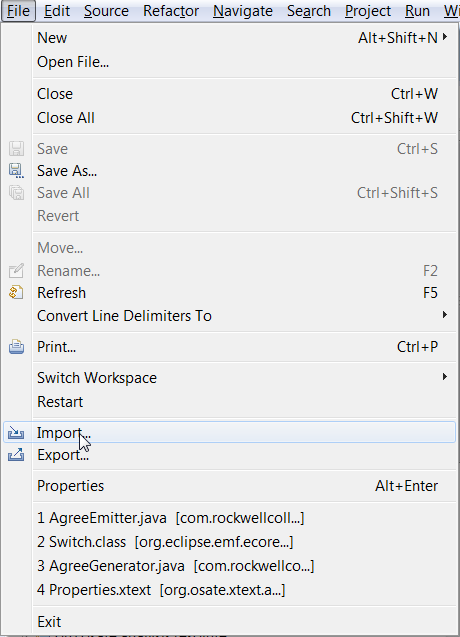 File Edit Source Refactor Navigate Search Project Run
New Alt+Shift+N
Open File...
Close Ctrl+W
Close All Ctrl+Shift+W
Save Ctrl+S
Save As...
Save All Ctrl+Shift+S
Revert
Move...
Rename... F2
Refresh F5
Convert Line Delimiters To
Print... Ctrl+P
Switch Workspace
Restart
Import...
Export...
Properties Alt+Enter
1 AgreeEmitter.java [com.rockwellcoll...]
2 Switch.class [org.eclipse.emf.ecore...]
3 AgreeGenerator.java [com.rockwellco...]
4 Properties.xtext [org.osate.xtext.a...]
Exit